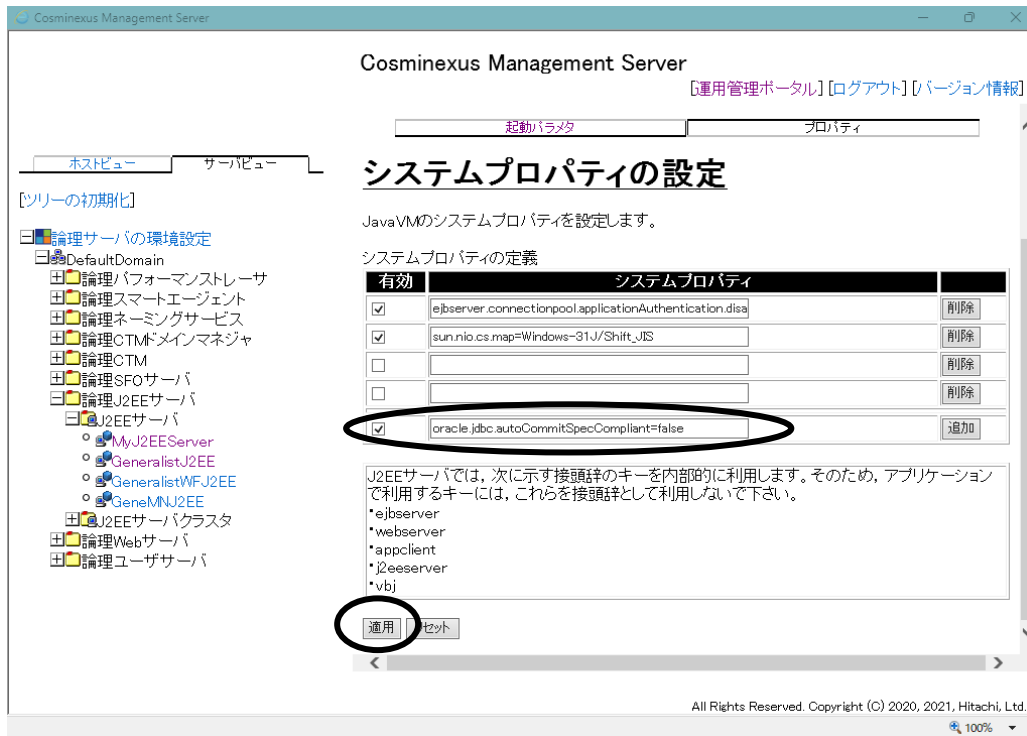 Cosminexus Management Server
Cosminexus Management Server
[運用管理ポータル] [ログアウト] [バージョン情報]
起動パラメタ
プロパティ
ホストビュー
サーバビュー
[ツリーの初期化]
論理サーバの環境設定
DefaultDomain
論理パフォーマンストレーサ
論理スマートエージェント
論理ネーミングサービス
論理CTMドメインマネジャ
論理CTM
論理SFOサーバ
論理J2EEサーバ
J2EEサーバ
MyJ2EEServer
GeneralistJ2EE
GeneralistWFJ2EE
GeneMNJ2EE
J2EEサーバクラスタ
論理Webサーバ
論理ユーザサーバ
システムプロパティの設定
JavaVMのシステムプロパティを設定します。
システムプロパティの定義
有効 システムプロパティ
ejbserver.connectionpool.applicationAuthentication.disa 削除
sun.nio.cs.map=Windows-31J/Shift_JIS 削除
削除
削除
oracle.jdbc.autoCommitSpecCompliant=false 追加
J2EEサーバでは, 次に示す接頭辞のキーを内部的に利用します。そのため, アプリケーション
で利用するキーには, これらを接頭辞として利用しないで下さい。
・ejbserver
・webserver
・appclient
・j2eeserver
・vbj
適用 セット
All Rights Reserved. Copyright (C) 2020, 2021, Hitachi, Ltd.
100%